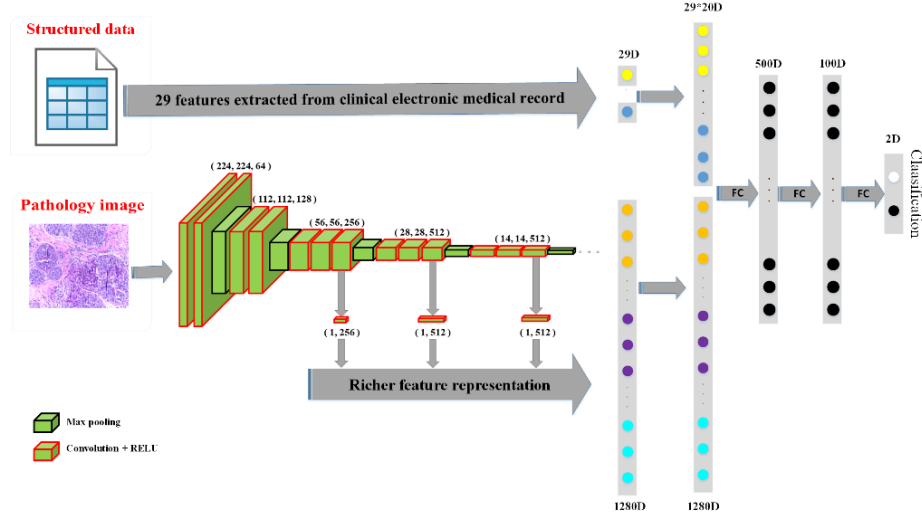 Structured data
29 features extracted from clinical electronic medical record
29D
29*20D
500D
100D
2D
Claasification
FC
FC
FC
Pathology image
( 224, 224, 64 )
( 112, 112, 128 )
( 56, 56, 256 )
( 28, 28, 512 )
( 14, 14, 512 )
( 1, 256 )
( 1, 512 )
( 1, 512 )
Richer feature representation
Max pooling
Convolution + RELU
1280D
1280D